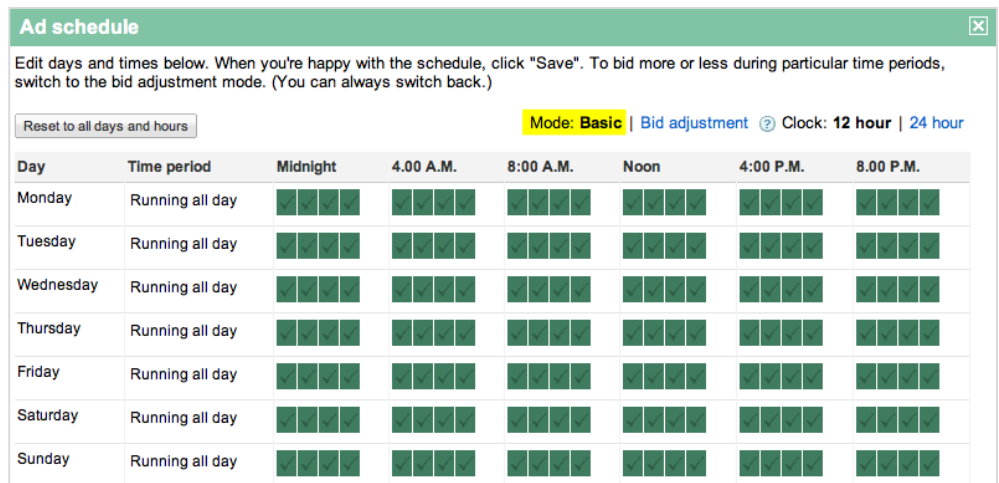 Ad schedule
Edit days and times below. When you're happy with the schedule, click "Save". To bid more or less during particular time periods,
switch to the bid adjustment mode. (You can always switch back.)
Reset to all days and hours
Mode: Basic | Bid adjustment ? Clock: 12 hour | 24 hour
Day Time period Midnight 4.00 A.M. 8:00 A.M. Noon 4:00 P.M. 8.00 P.M.
Monday Running all day
Tuesday Running all day
Wednesday Running all day
Thursday Running all day
Friday Running all day
Saturday Running all day
Sunday Running all day